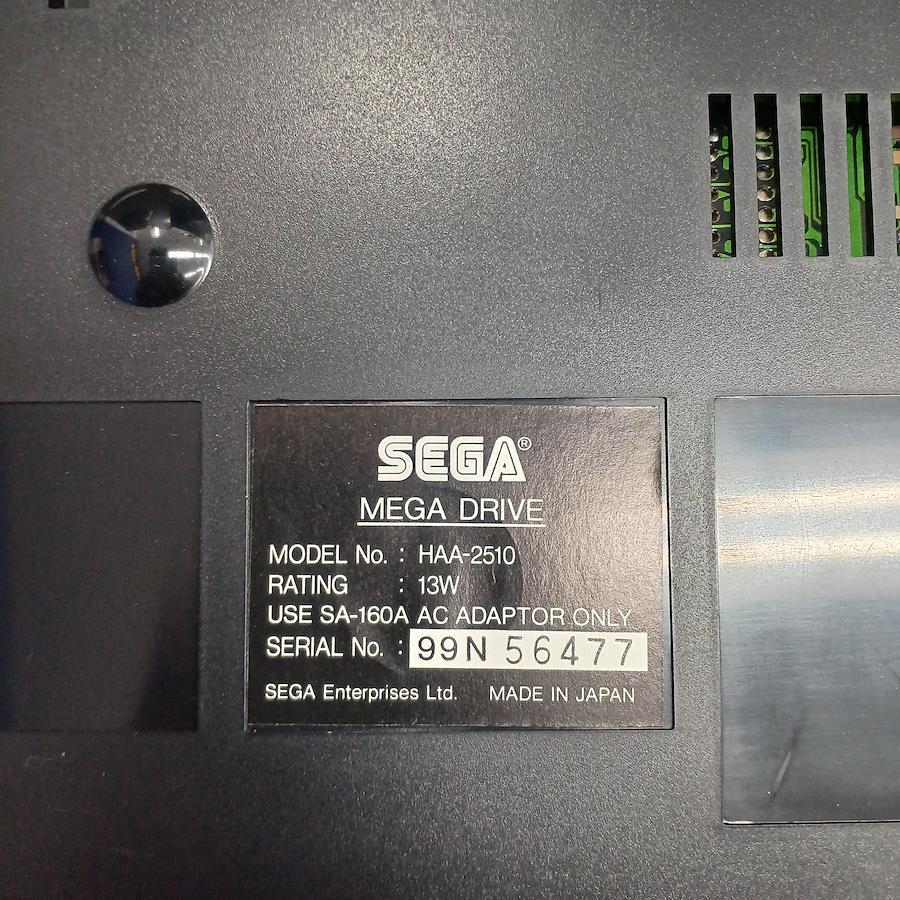 SEGA®
MEGA DRIVE
MODEL No. : HAA-2510
RATING : 13W
USE SA-160A AC ADAPTOR ONLY
SERIAL No. : 99N 56477
SEGA Enterprises Ltd. MADE IN JAPAN